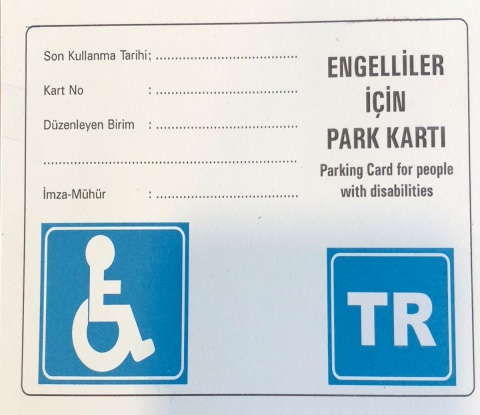 Son Kullanma Tarihi: ........................................
Kart No : ........................................
Düzenleyen Birim : ........................................
................................................................................
İmza-Mühür : ........................................
ENGELLİLER
İÇİN
PARK KARTI
Parking Card for people
with disabilities
TR